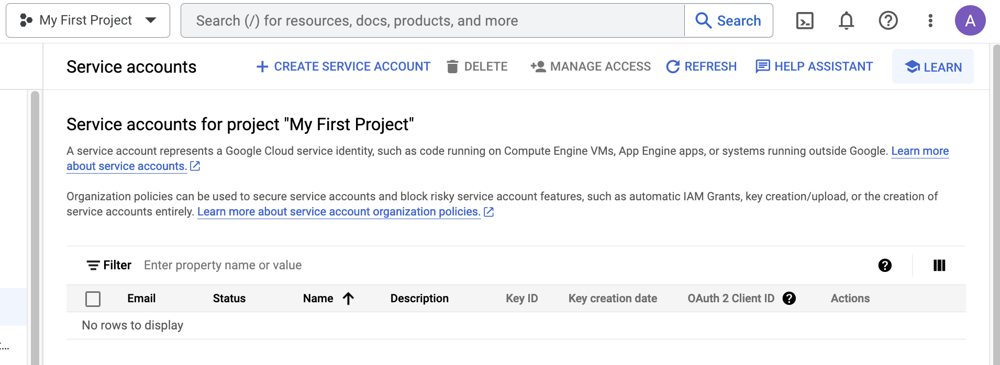 My First Project
Search (/) for resources, docs, products, and more
Search
A
Service accounts
CREATE SERVICE ACCOUNT
DELETE
MANAGE ACCESS
REFRESH
HELP ASSISTANT
LEARN
Service accounts for project "My First Project"
A service account represents a Google Cloud service identity, such as code running on Compute Engine VMs, App Engine apps, or systems running outside Google. Learn more
about service accounts.
Organization policies can be used to secure service accounts and block risky service account features, such as automatic IAM Grants, key creation/upload, or the creation of
service accounts entirely. Learn more about service account organization policies.
Filter Enter property name or value
Email Status Name Description Key ID Key creation date OAuth 2 Client ID Actions
No rows to display